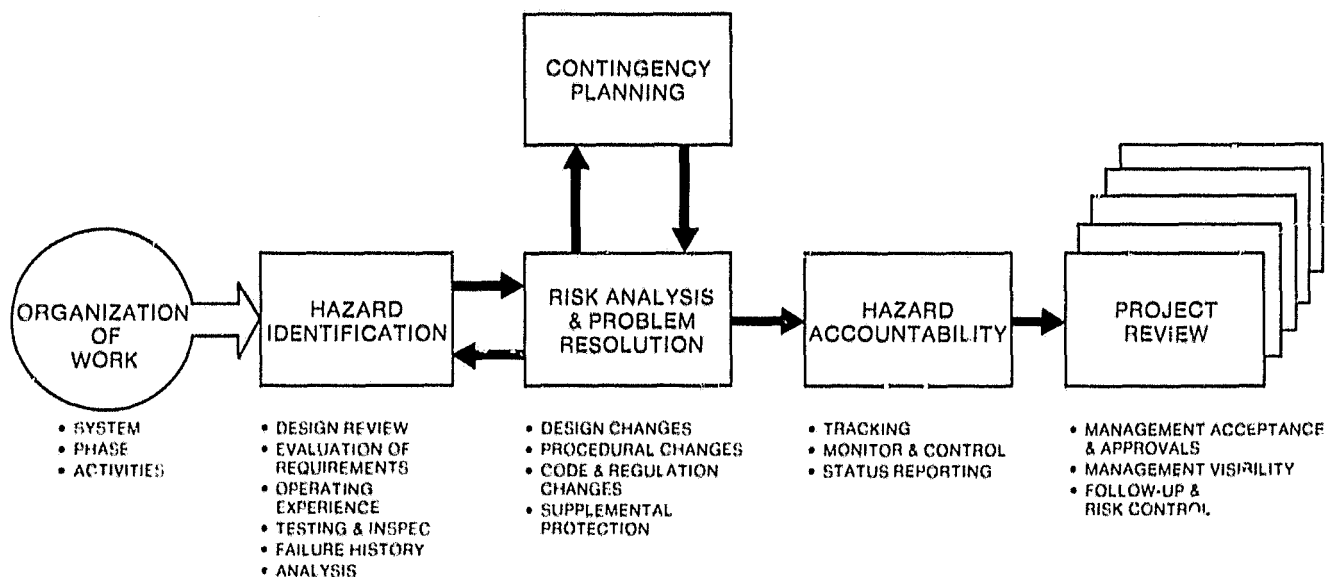 CONTINGENCY
PLANNING
ORGANIZATION
OF
WORK
HAZARD
IDENTIFICATION
RISK ANALYSIS
& PROBLEM
RESOLUTION
HAZARD
ACCOUNTABILITY
PROJECT
REVIEW
• SYSTEM
• PHASE
• ACTIVITIES
• DESIGN REVIEW
• EVALUATION OF
REQUIREMENTS
• OPERATING
EXPERIENCE
• TESTING & INSPEC
• FAILURE HISTORY
• ANALYSIS
• DESIGN CHANGES
• PROCEDURAL CHANGES
• CODE & REGULATION
CHANGES
• SUPPLEMENTAL
PROTECTION
• TRACKING
• MONITOR & CONTROL
• STATUS REPORTING
• MANAGEMENT ACCEPTANCE
& APPROVALS
• MANAGEMENT VISIBILITY
• FOLLOW-UP &
RISK CONTROL